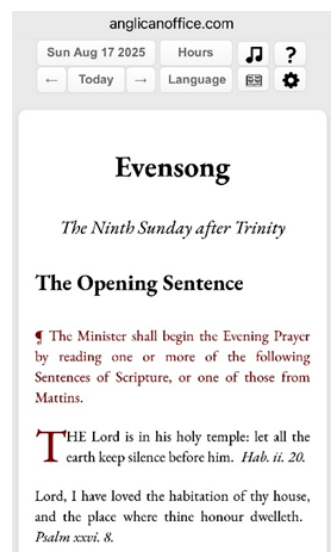 anglicanoffice.com
Sun Aug 17 2025 Hours ?
← Today → Language
Evensong
The Ninth Sunday after Trinity
The Opening Sentence
¶ The Minister shall begin the Evening Prayer
by reading one or more of the following
Sentences of Scripture, or one of those from
Mattins.
THE Lord is in his holy temple: let all the
earth keep silence before him. Hab. ii. 20.
Lord, I have loved the habitation of thy house,
and the place where thine honour dwelleth.
Psalm xxvi. 8.